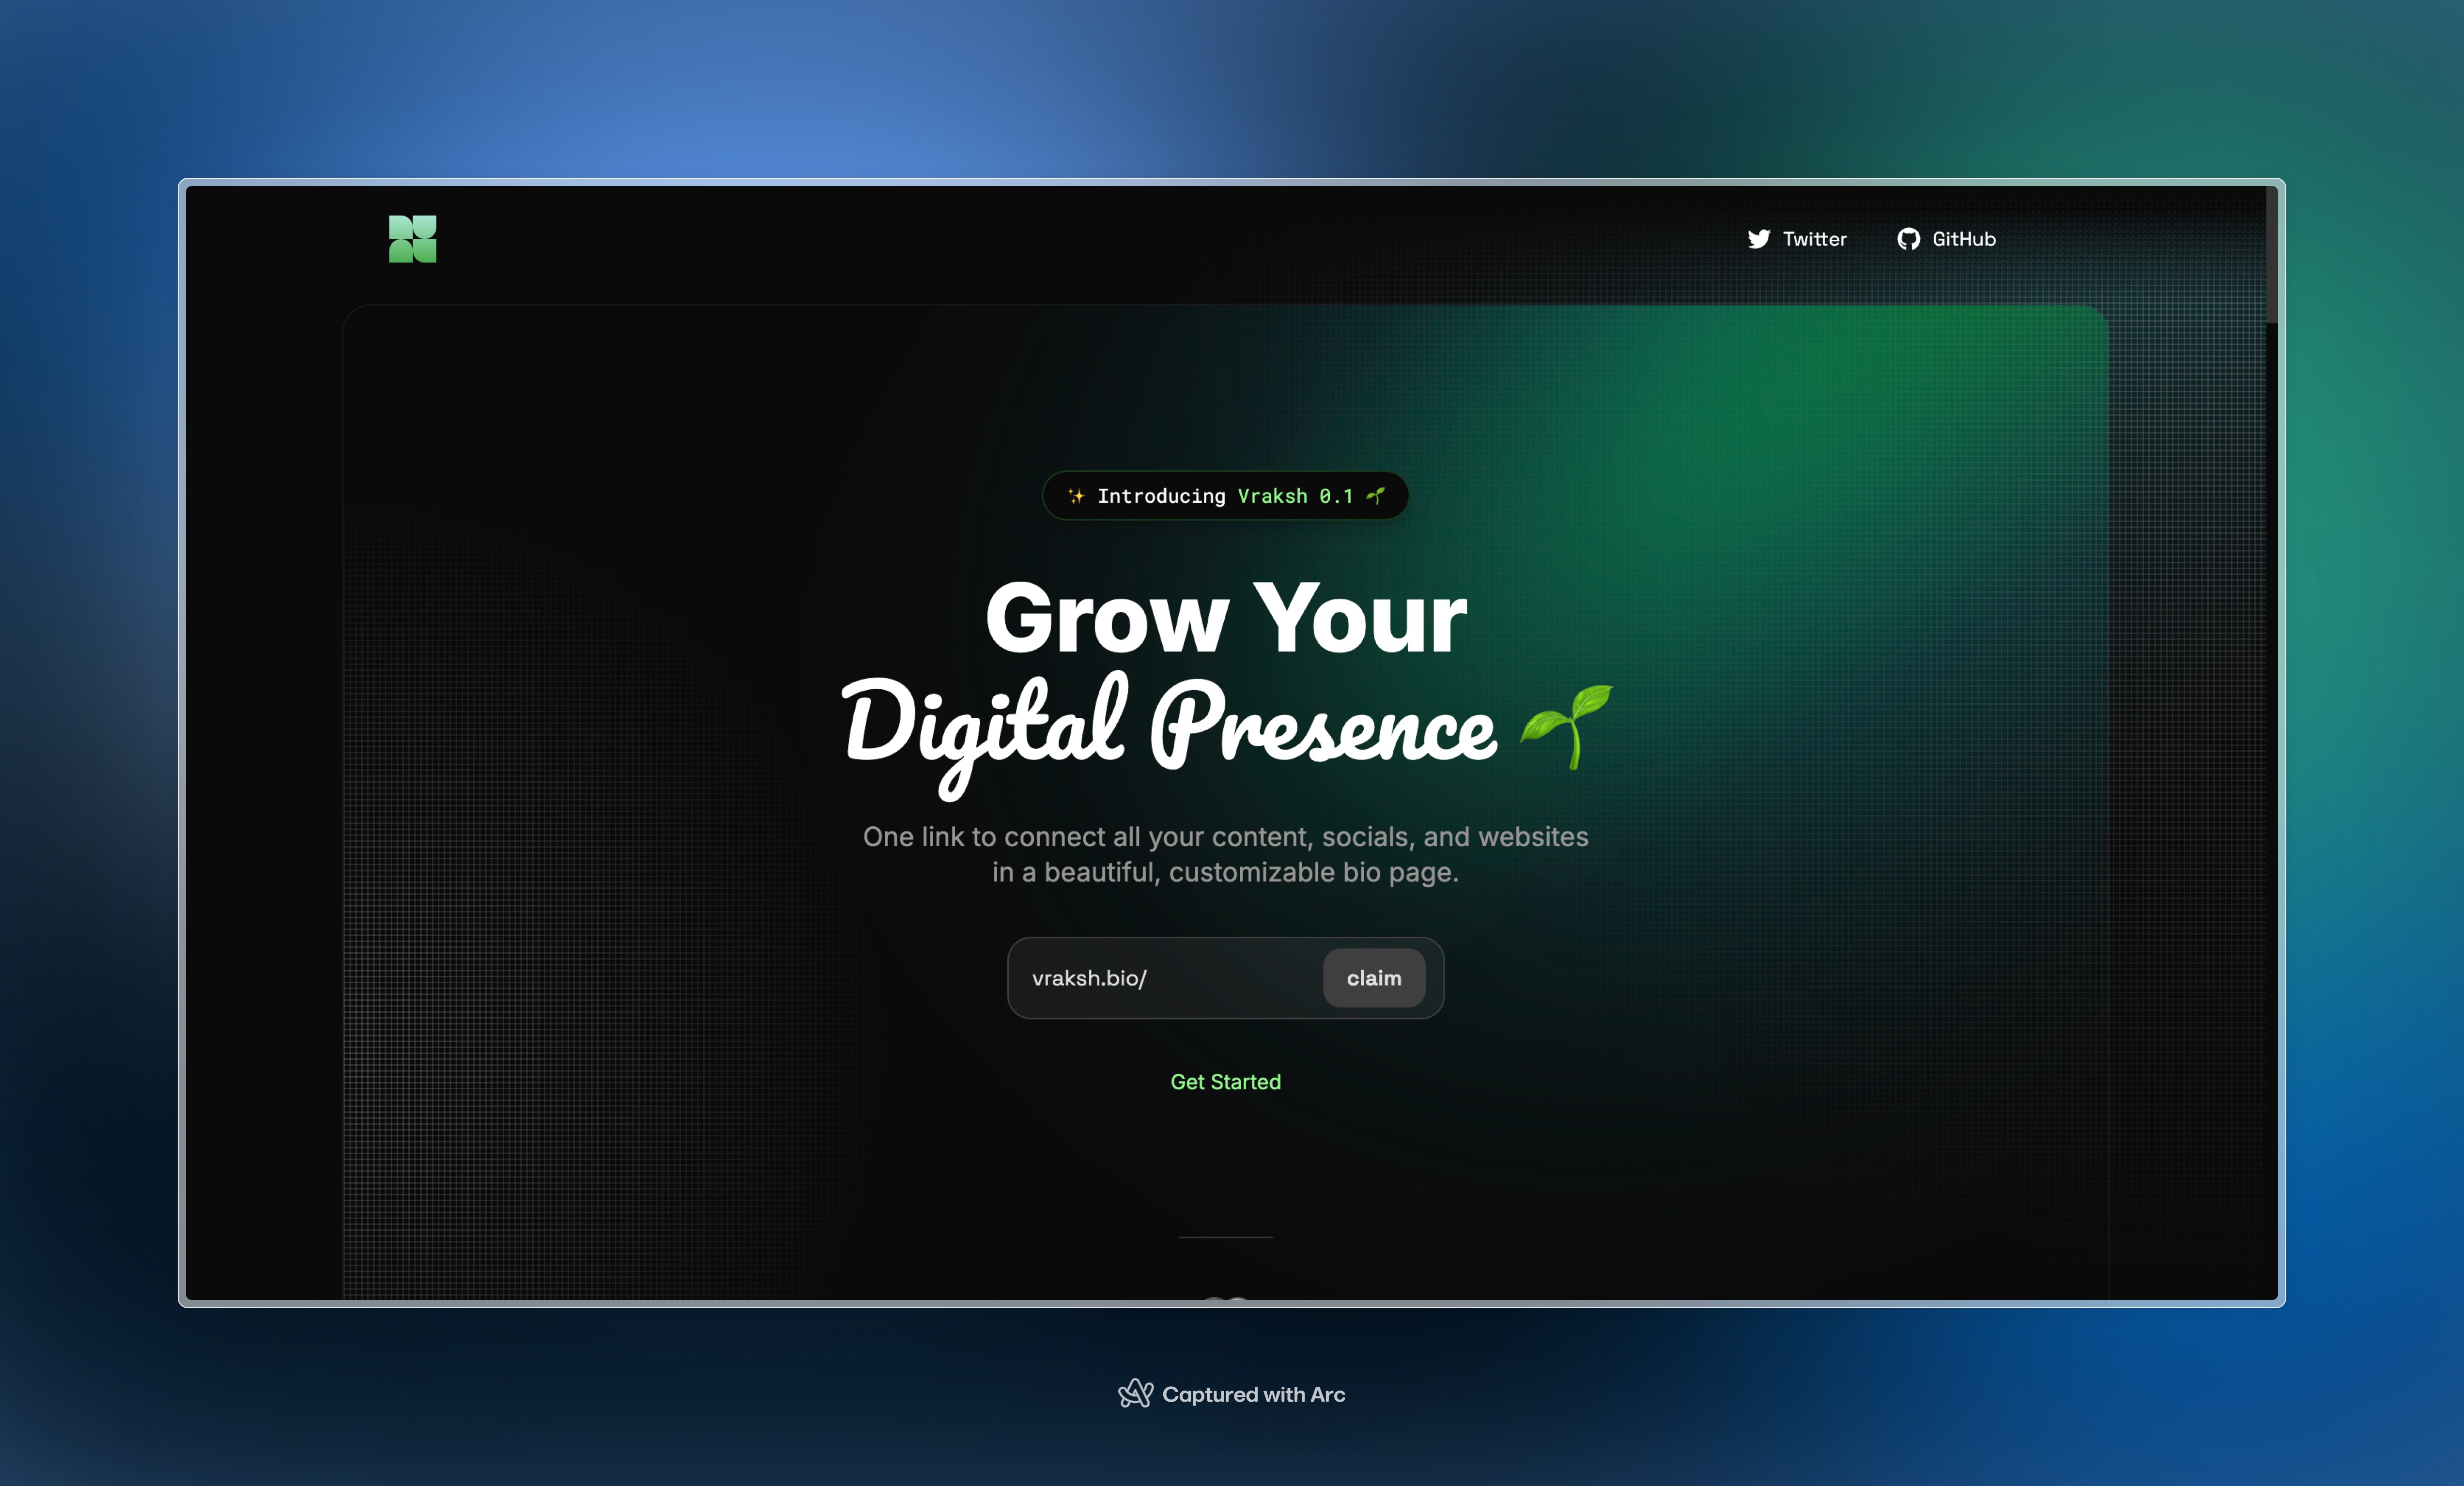 Twitter GitHub
✨ Introducing Vraksh 0.1 🌱
Grow Your
Digital Presence 🌱
One link to connect all your content, socials, and websites
in a beautiful, customizable bio page.
vraksh.bio/ claim
Get Started
Captured with Arc